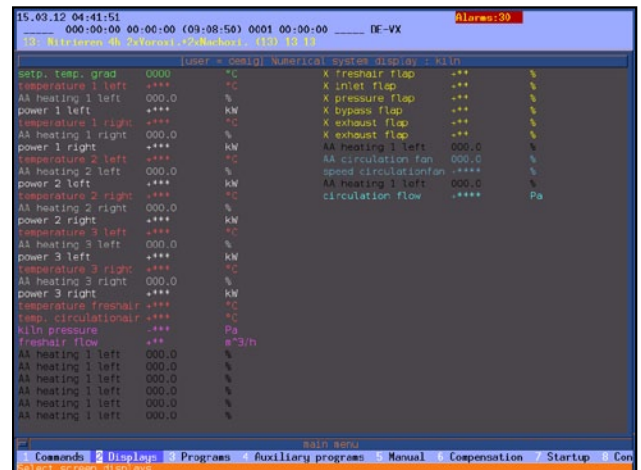 15.03.12 04:41:51 Alarms:30
_____ 000:00:00 00:00:00 (09:08:50) 0001 00:00:00 _____ DE-VX
13: Nitrieren 4h 2xVoroxi.+2xNachoxi. (13) 13 13
[user = oemig] Numerical system display : kiln
setp. temp. grad 0000 °C X freshair flap -** %
temperature 1 left +*** °C X inlet flap -** %
AA heating 1 left 000.0 % X pressure flap -** %
power 1 left +*** kW X bypass flap -** %
temperature 1 right +*** °C X exhaust flap -** %
AA heating 1 right 000.0 % X exhaust flap -** %
power 1 right +*** kW AA heating 1 left 000.0 %
temperature 2 left +*** °C AA circulation fan 000.0 %
AA heating 2 left 000.0 % speed circulationfan -**** %
power 2 left +*** kW AA heating 1 left 000.0 %
temperature 2 right +*** °C circulation flow -**** Pa
AA heating 2 right 000.0 %
power 2 right +*** kW
temperature 3 left +*** °C
AA heating 3 left 000.0 %
power 3 left +*** kW
temperature 3 right +*** °C
AA heating 3 right 000.0 %
power 3 right +*** kW
temperature freshair +*** °C
temp. circulationair +*** °C
kiln pressure -*** Pa
freshair flow -** m^3/h
AA heating 1 left 000.0 %
AA heating 1 left 000.0 %
AA heating 1 left 000.0 %
AA heating 1 left 000.0 %
AA heating 1 left 000.0 %
AA heating 1 left 000.0 %
main menu
1 Commands 2 Displays 3 Programs 4 Auxiliary programs 5 Manual 6 Compensation 7 Startup 8 Con
Select screen displays